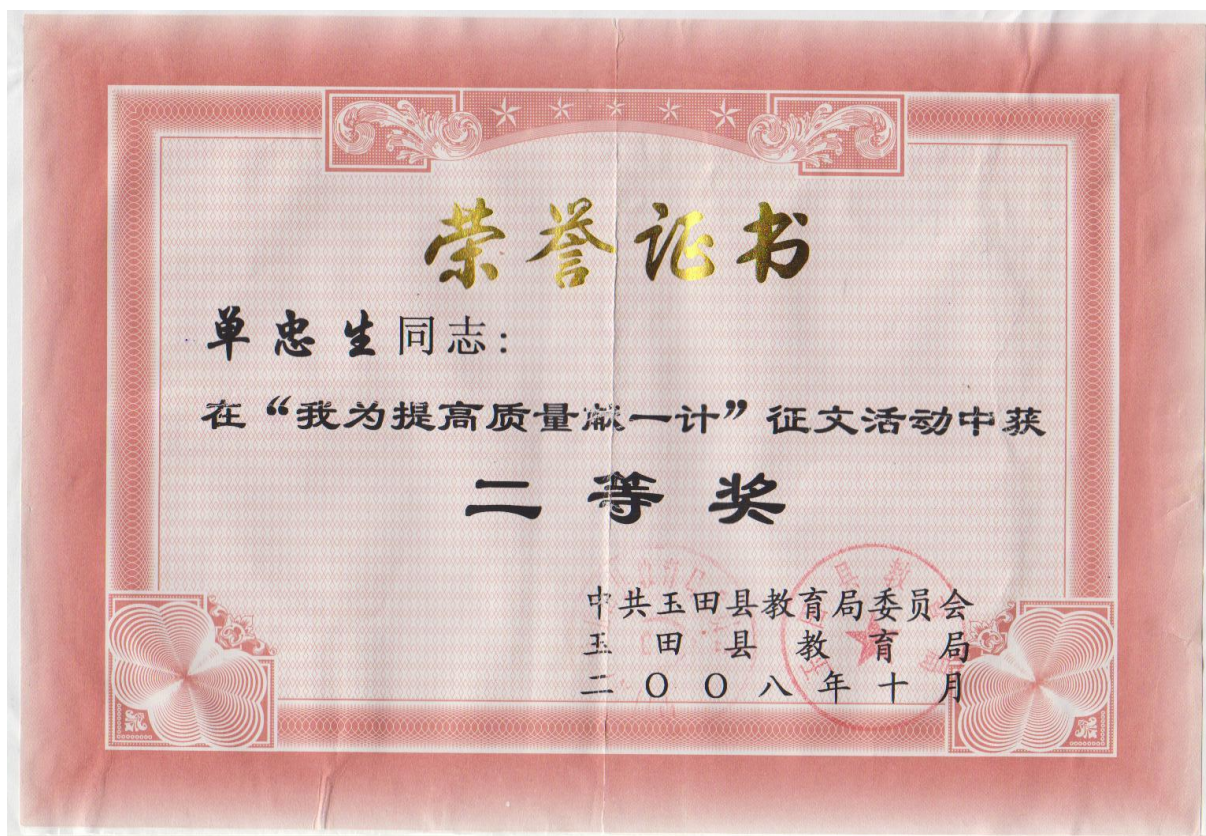 荣誉证书
单忠生同志:
在“我为提高质量献一计”征文活动中获
二等奖
中共玉田县教育局委员会
玉田县教育局
二〇〇八年十月